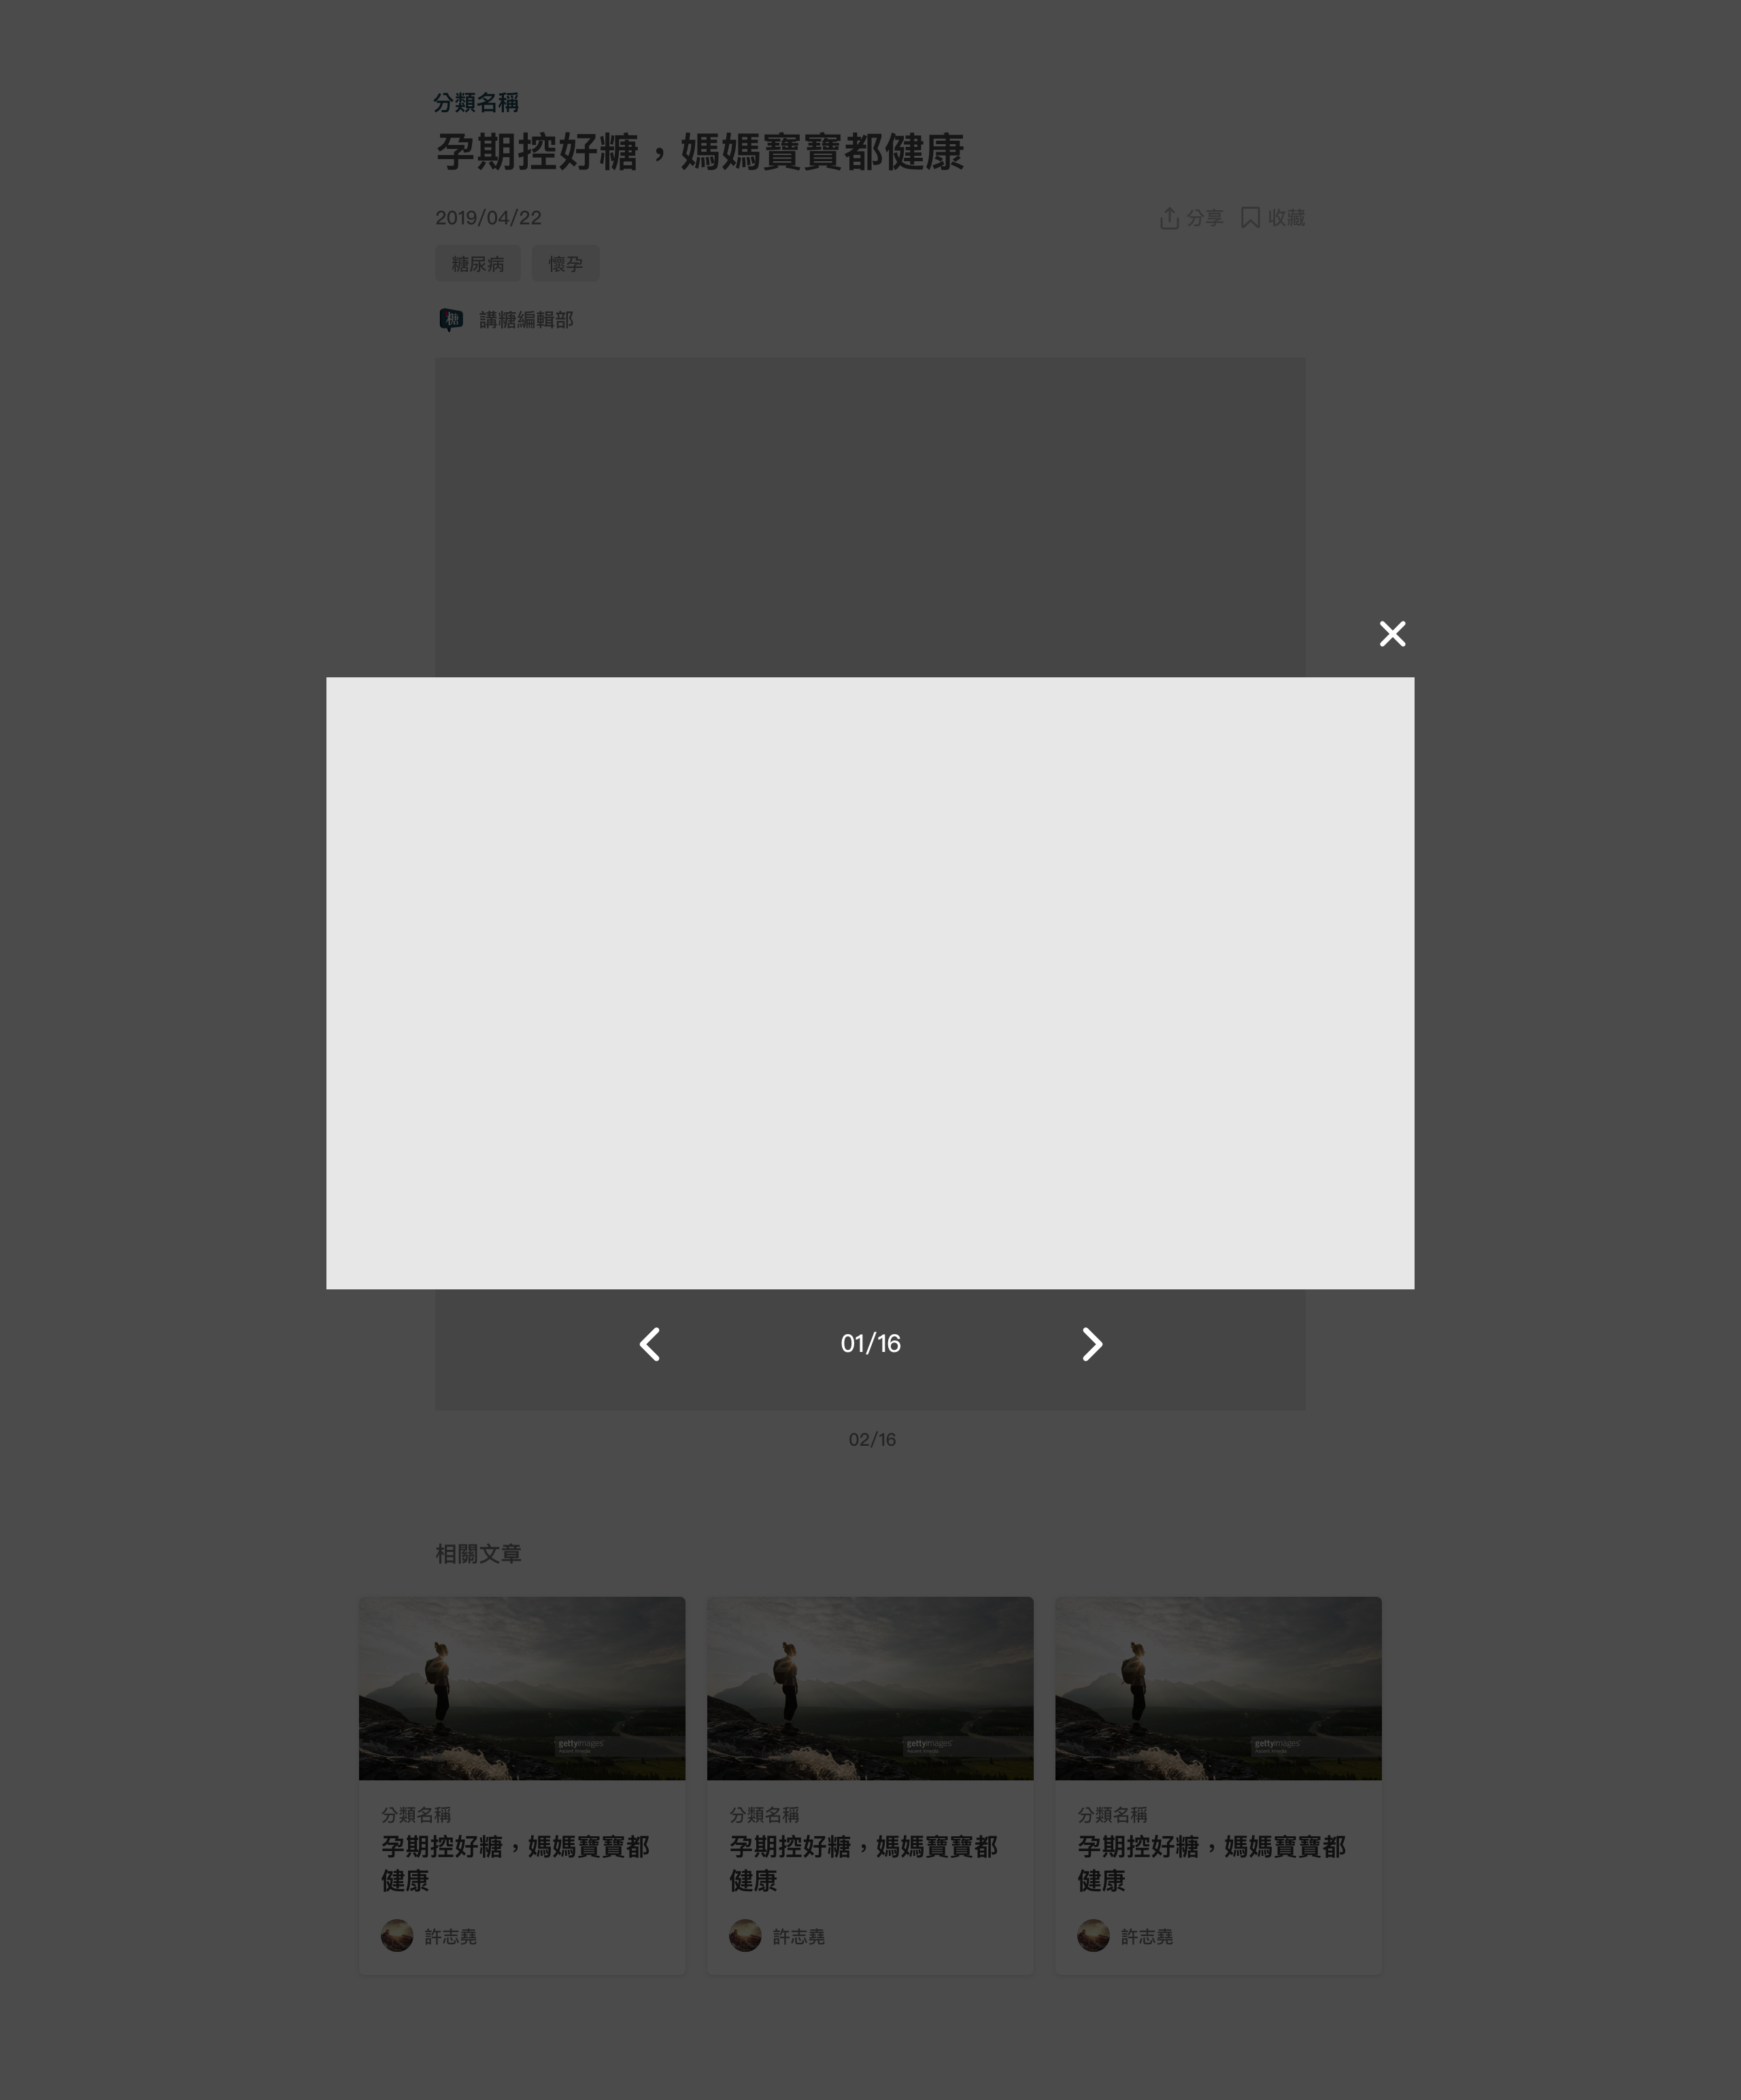 分類名稱
孕期控好糖，媽媽寶寶都健康
2019/04/22
分享
收藏
糖尿病
懷孕
糖
講糖編輯部
01/16
02/16
相關文章
gettyimages
分類名稱
孕期控好糖，媽媽寶寶都
健康
許志堯
gettyimages
分類名稱
孕期控好糖，媽媽寶寶都
健康
許志堯
gettyimages
分類名稱
孕期控好糖，媽媽寶寶都
健康
許志堯